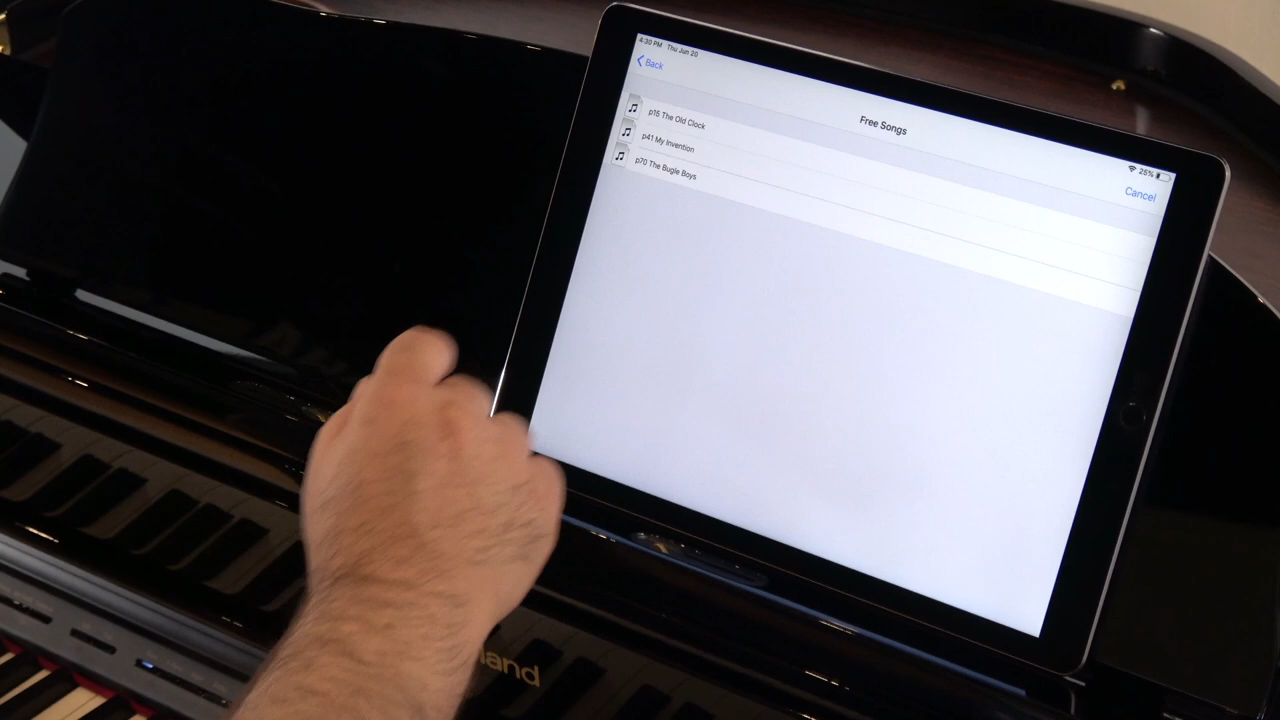 4:30 PM Thu Jun 20
25%
Back
Free Songs
Cancel
p15 The Old Clock
p41 My Invention
p70 The Bugle Boys
land